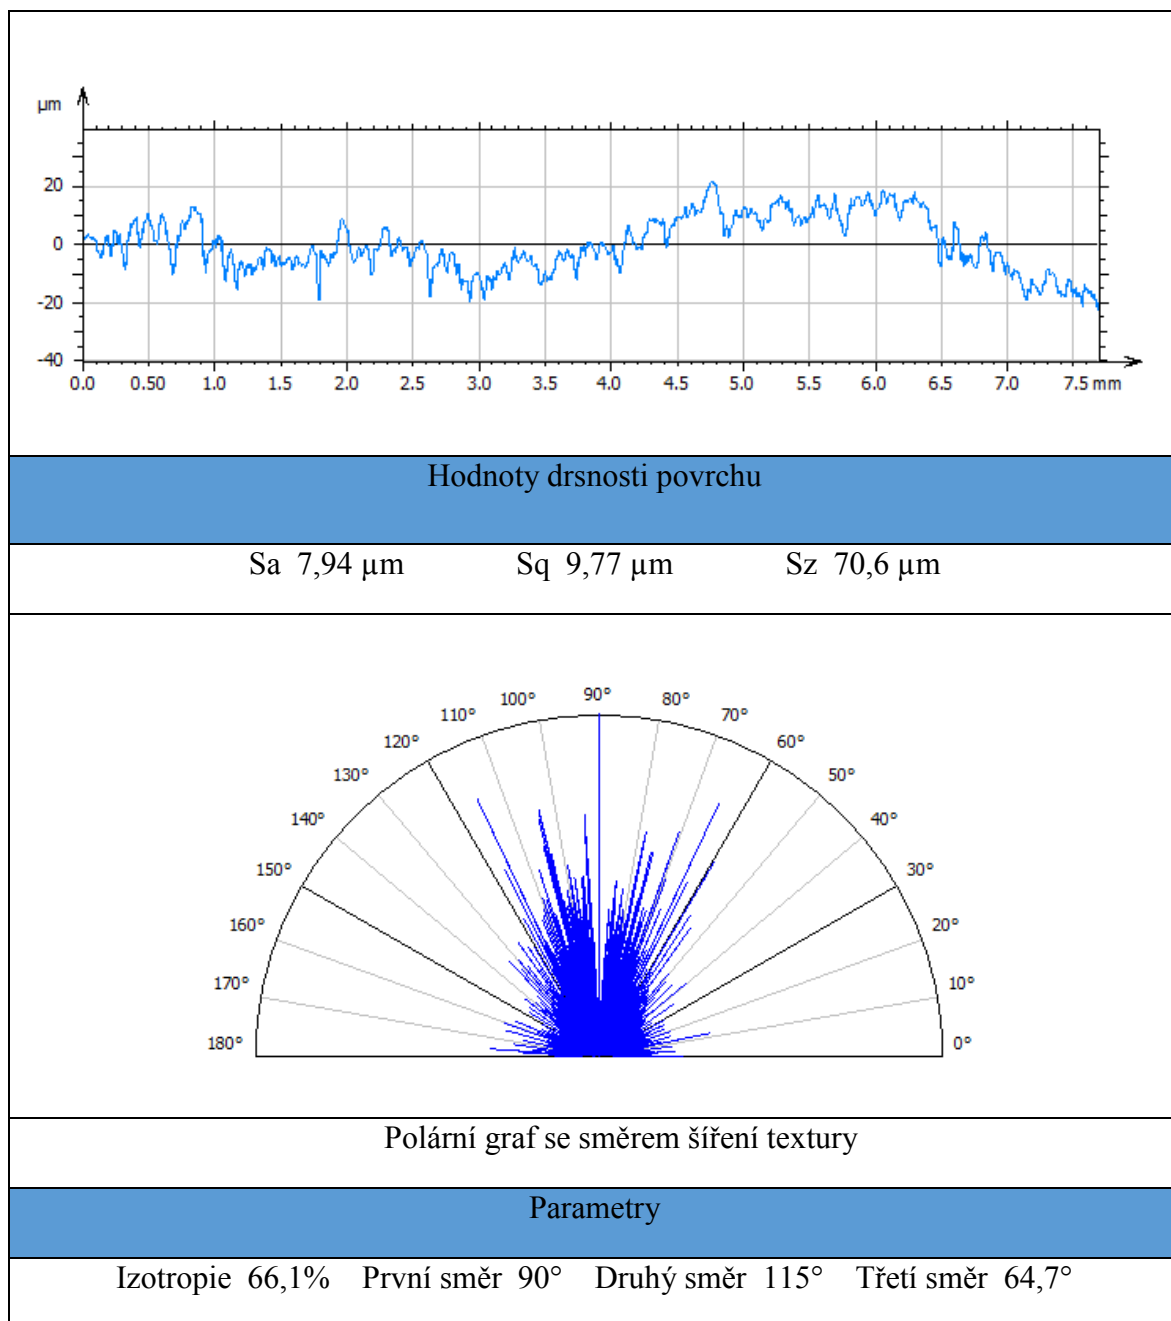 µm
20
0
-20
-40
0.0 0.50 1.0 1.5 2.0 2.5 3.0 3.5 4.0 4.5 5.0 5.5 6.0 6.5 7.0 7.5 mm
Hodnoty drsnosti povrchu
Sa 7,94 µm Sq 9,77 µm Sz 70,6 µm
90°
100° 80°
110° 70°
120° 60°
130° 50°
140° 40°
150° 30°
160° 20°
170° 10°
180° 0°
Polární graf se směrem šíření textury
Parametry
Izotropie 66,1% První směr 90° Druhý směr 115° Třetí směr 64,7°